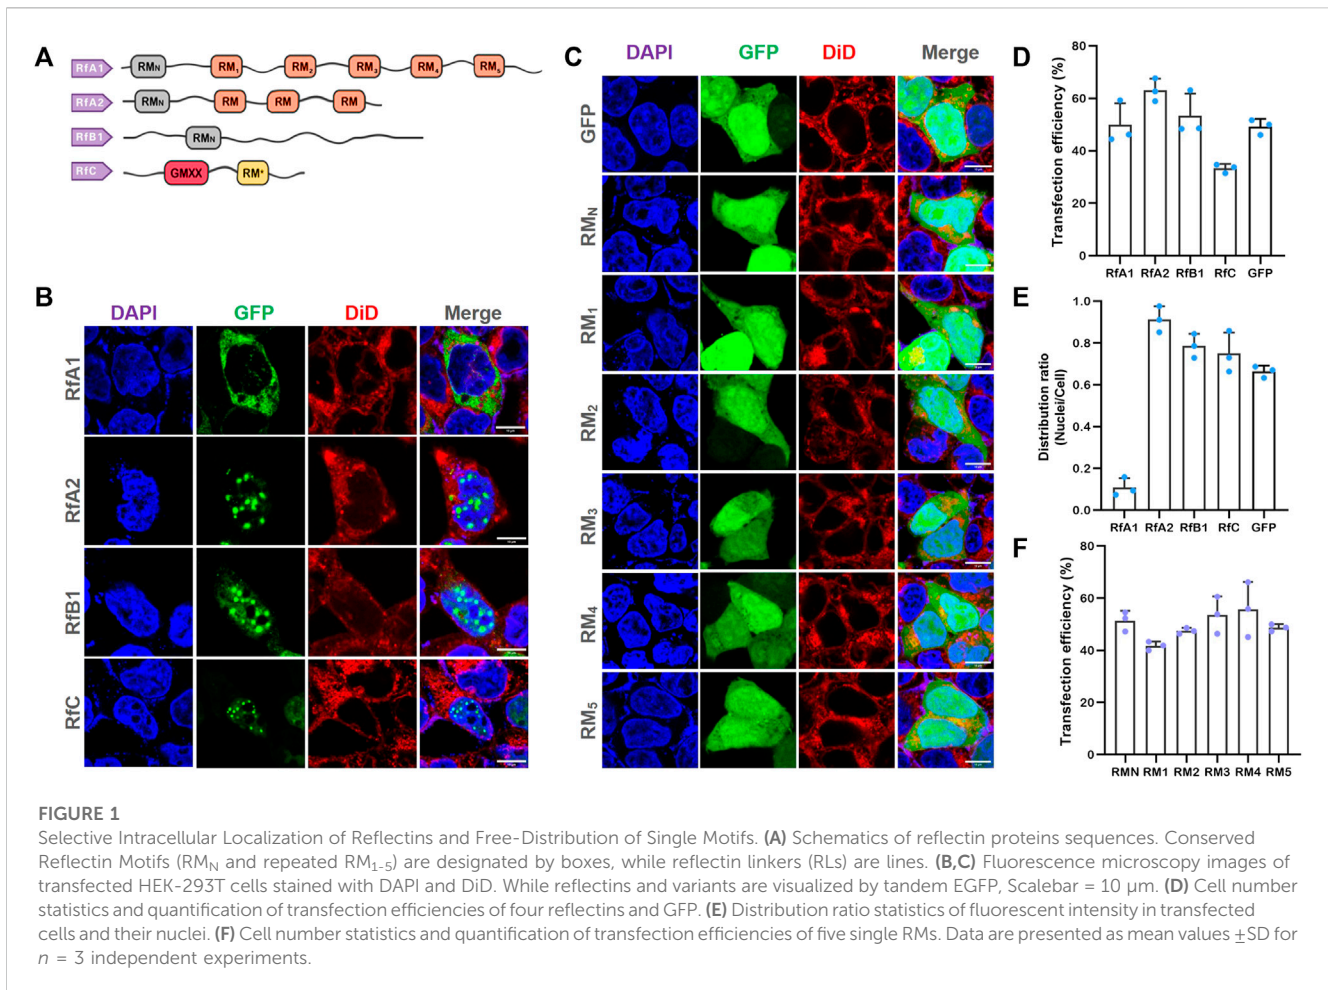 A
RfA1
RMN
RM1
RM2
RM3
RM4
RM5
RfA2
RMN
RM
RM
RM
RfB1
RMN
RfC
GMXX
RM*
B
DAPI
GFP
DiD
Merge
RfA1
RfA2
RfB1
RfC
C
DAPI
GFP
DiD
Merge
GFP
RMN
RM1
RM2
RM3
RM4
RM5
D
Transfection efficiency (%)
80
60
40
20
0
RfA1 RfA2 RfB1 RfC GFP
E
Distribution ratio
(Nuclei/Cell)
1.0
0.8
0.6
0.4
0.2
0.0
RfA1 RfA2 RfB1 RfC GFP
F
Transfection efficiency (%)
80
60
40
20
0
RMN RM1 RM2 RM3 RM4 RM5
FIGURE 1
Selective Intracellular Localization of Reflectins and Free-Distribution of Single Motifs. (A) Schematics of reflectin proteins sequences. Conserved
Reflectin Motifs (RMN and repeated RM1-5) are designated by boxes, while reflectin linkers (RLs) are lines. (B,C) Fluorescence microscopy images of
transfected HEK-293T cells stained with DAPI and DiD. While reflectins and variants are visualized by tandem EGFP, Scalebar = 10 μm. (D) Cell number
statistics and quantification of transfection efficiencies of four reflectins and GFP. (E) Distribution ratio statistics of fluorescent intensity in transfected
cells and their nuclei. (F) Cell number statistics and quantification of transfection efficiencies of five single RMs. Data are presented as mean values ±SD for
n = 3 independent experiments.